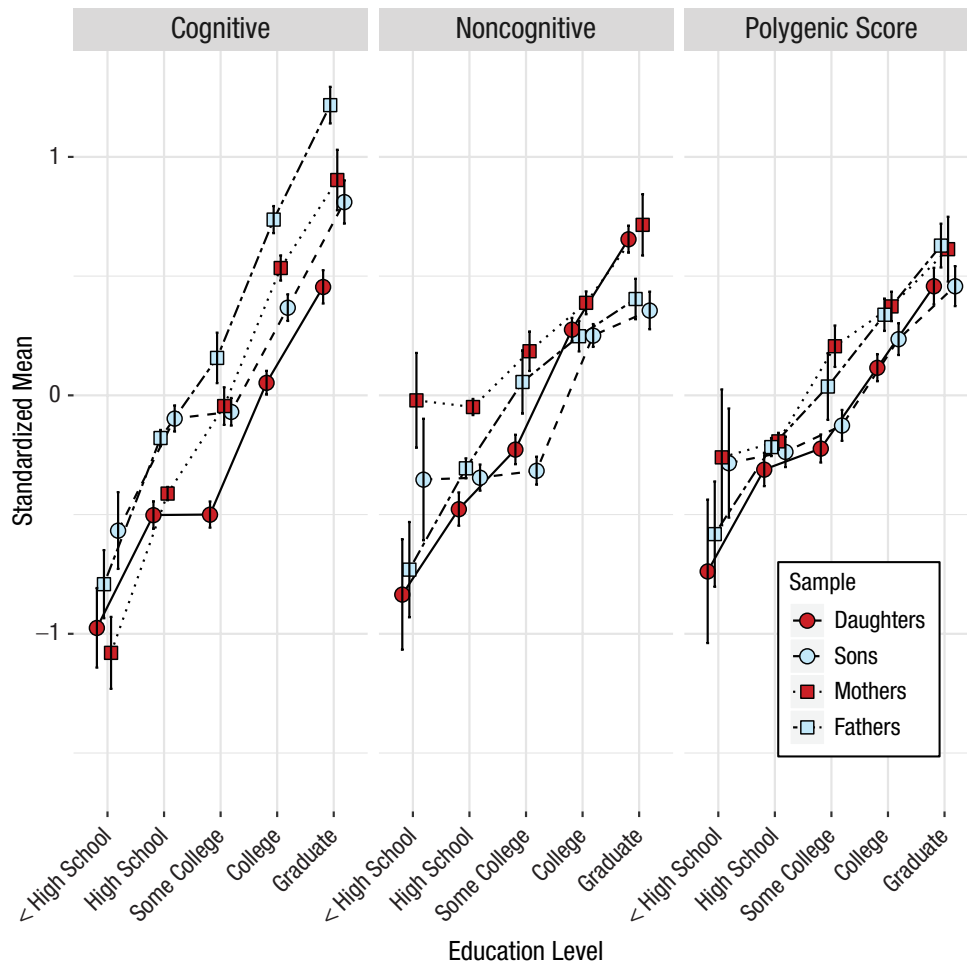 Cognitive
Noncognitive
Polygenic Score
Standardized Mean
1
0
−1
Sample
Daughters
Sons
Mothers
Fathers
< High School
High School
Some College
College
Graduate
< High School
High School
Some College
College
Graduate
< High School
High School
Some College
College
Graduate
Education Level